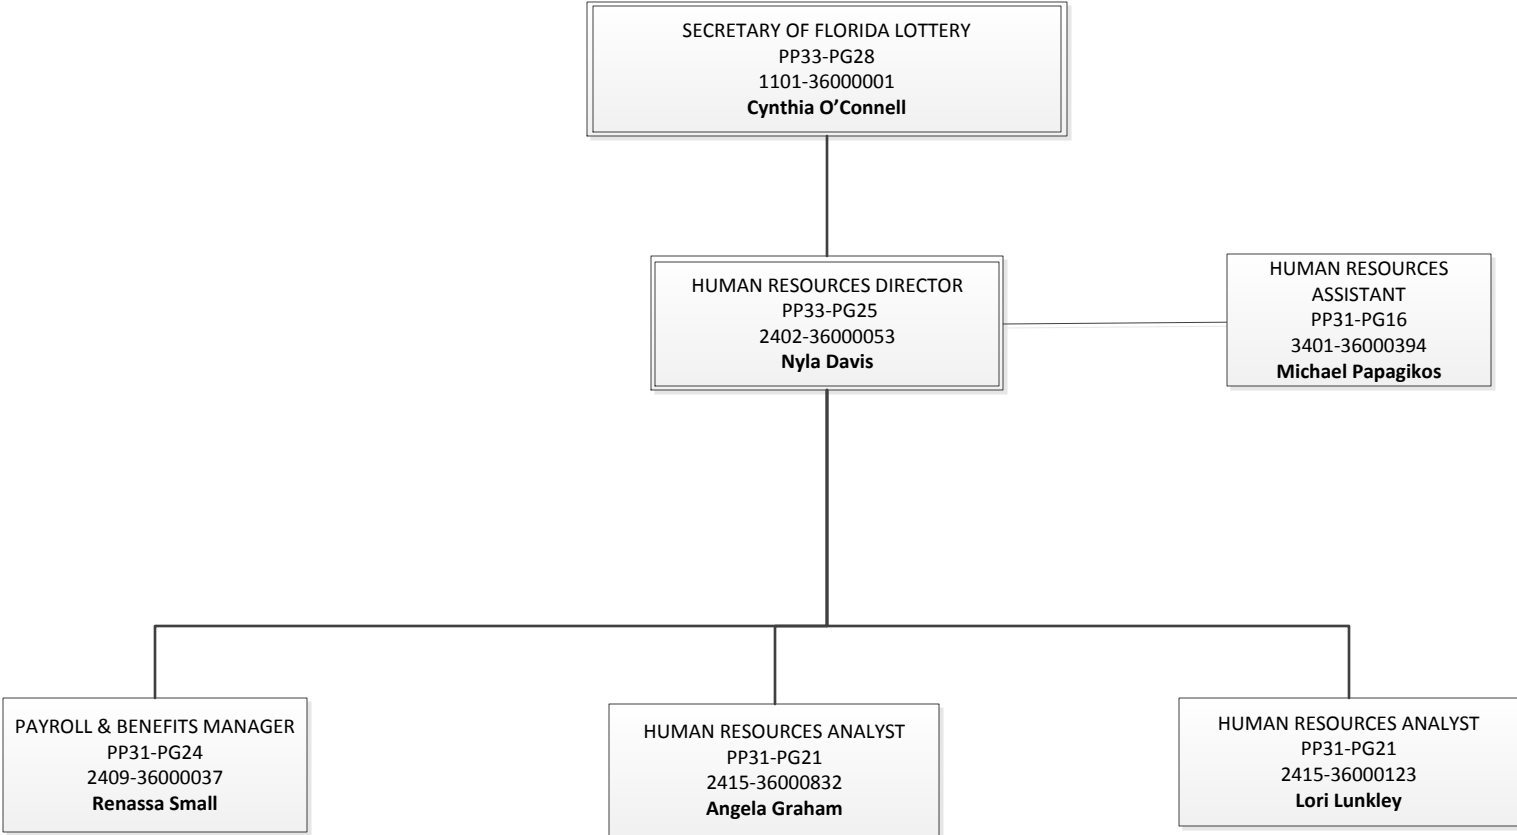 SECRETARY OF FLORIDA LOTTERY
PP33-PG28
1101-36000001
Cynthia O’Connell
HUMAN RESOURCES DIRECTOR
PP33-PG25
2402-36000053
Nyla Davis
HUMAN RESOURCES
ASSISTANT
PP31-PG16
3401-36000394
Michael Papagikos
PAYROLL & BENEFITS MANAGER
PP31-PG24
2409-36000037
Renassa Small
HUMAN RESOURCES ANALYST
PP31-PG21
2415-36000832
Angela Graham
HUMAN RESOURCES ANALYST
PP31-PG21
2415-36000123
Lori Lunkley